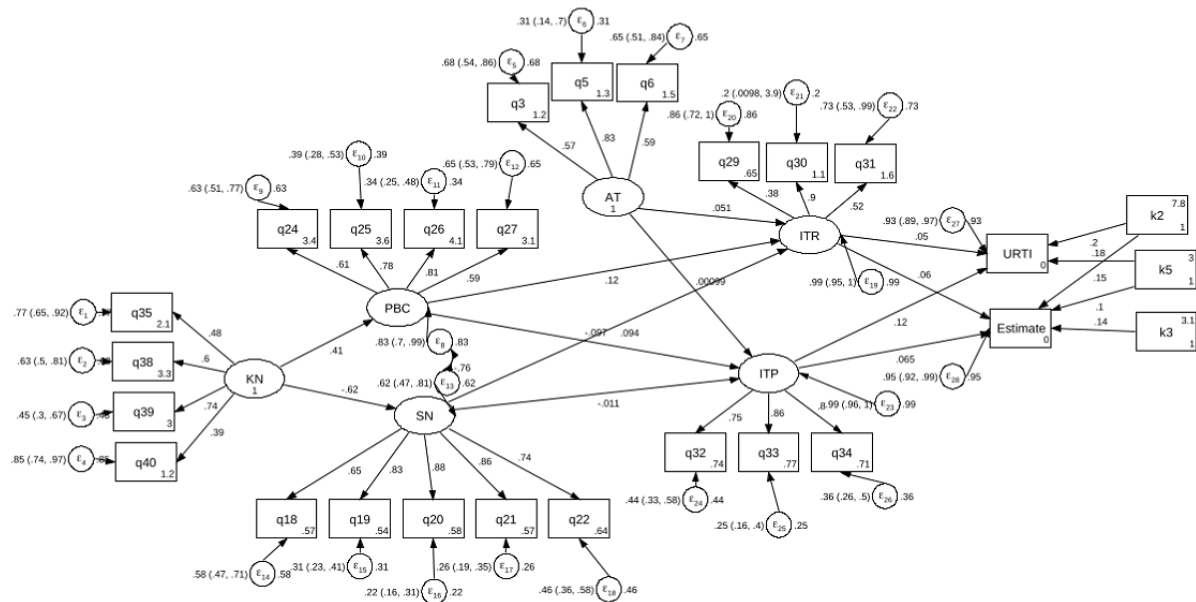 .31 (.14, .7) ε6 .31
.65 (.51, .84) ε7 .65
.68 (.54, .86) ε5 .68
q5 1.3
q6 1.5
q3 1.2
.2 (.0098, 3.9) ε21 .2
.73 (.53, .99) ε22 .73
.86 (.72, 1) ε20 .86
.57
.83
.59
.39 (.28, .53) ε10 .39
.65 (.53, .79) ε12 .65
.34 (.25, .48) ε11 .34
.63 (.51, .77) ε9 .63
q29 .65
q30 1.1
q31 1.6
AT 1
.38
.9
.52
q24 3.4
q25 3.6
q26 4.1
q27 3.1
.051
ITR
.93 (.89, .97) ε27 .93
k2 7.8 1
.05
URTI 0
.2
.18
k5 3 1
.61
.78
.81
.59
.12
.00099
.99 (.95, 1) ε19 .99
.06
.15
PBC
.77 (.65, .92) ε1
q35 2.1
.48
.41
.83 (.7, .99) ε8 .83
-.097
.094
.12
Estimate 0
.1
.14
k3 3.1 1
.63 (.5, .81) ε2
q38 3.3
.6
KN 1
-.76
.62 (.47, .81) ε13 .62
ITP
.065
.95 (.92, .99) ε28 .95
.45 (.3, .67) ε3
q39 3
.74
-.62
SN
-.011
.8
.99 (.96, 1) ε23 .99
.39
.85 (.74, .97) ε4
q40 1.2
.75
.86
.65
.83
.88
.86
.74
q32 .74
q33 .77
q34 .71
q18 .57
q19 .54
q20 .58
q21 .57
q22 .64
.44 (.33, .58) ε24 .44
.36 (.26, .5) ε26 .36
.25 (.16, .4) ε25 .25
.58 (.47, .71) ε14 .58
.31 (.23, .41) ε15 .31
.26 (.19, .35) ε17 .26
.22 (.16, .31) ε16 .22
.46 (.36, .58) ε18 .46